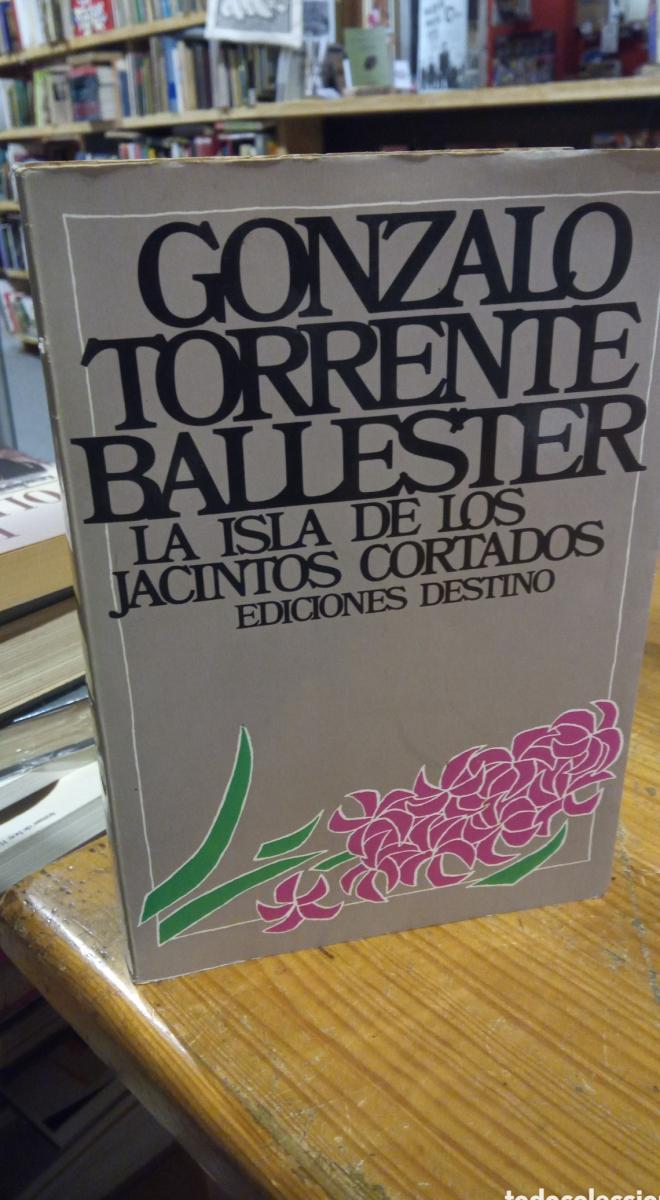 GONZALO
TORRENTE
BALLESTER
LA ISLA DE LOS
JACINTOS CORTADOS
EDICIONES DESTINO